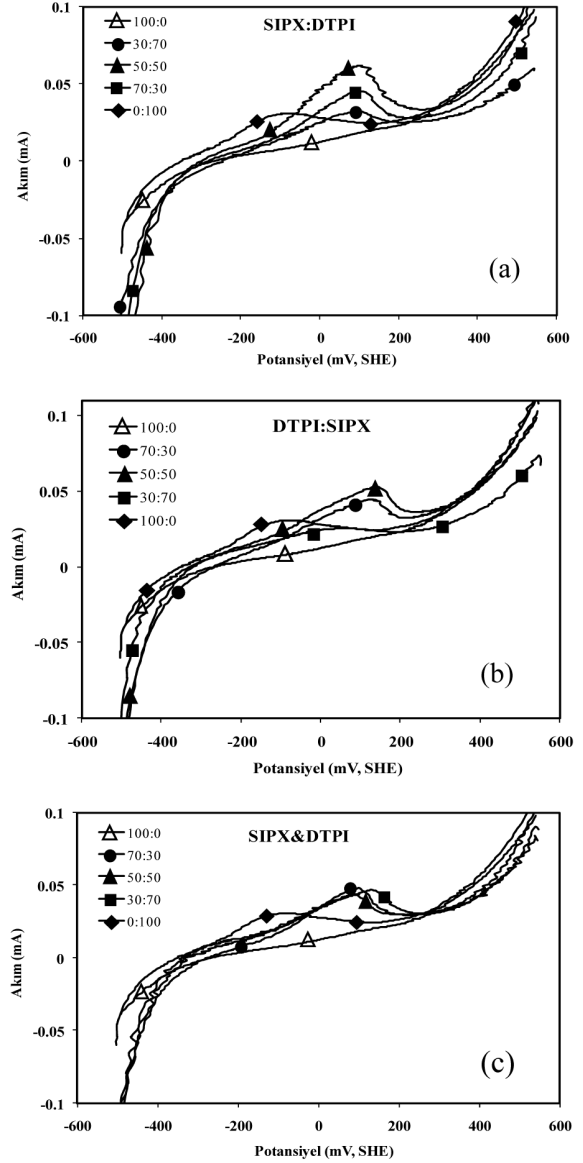 SIPX:DTPI
100:0
30:70
50:50
70:30
0:100
0.1
0.05
0
-0.05
-0.1
Akım (mA)
(a)
-600 -400 -200 0 200 400 600
Potansiyel (mV, SHE)
DTPI:SIPX
100:0
70:30
50:50
30:70
100:0
0.1
0.05
0
-0.05
-0.1
Akım (mA)
(b)
-600 -400 -200 0 200 400 600
Potansiyel (mV, SHE)
SIPX&DTPI
100:0
70:30
50:50
30:70
0:100
0.1
0.05
0
-0.05
-0.1
Akım (mA)
(c)
-600 -400 -200 0 200 400 600
Potansiyel (mV, SHE)